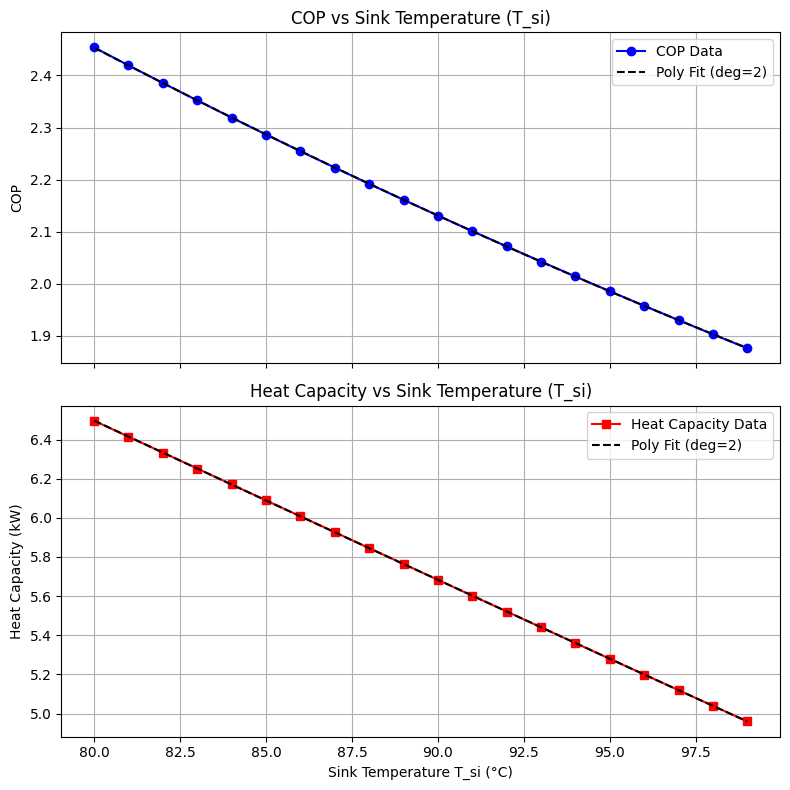 COP vs Sink Temperature (T_si)
COP Data
Poly Fit (deg=2)
2.4
2.3
2.2
2.1
2.0
1.9
COP
Heat Capacity vs Sink Temperature (T_si)
Heat Capacity Data
Poly Fit (deg=2)
6.4
6.2
6.0
5.8
5.6
5.4
5.2
5.0
Heat Capacity (kW)
80.0 82.5 85.0 87.5 90.0 92.5 95.0 97.5
Sink Temperature T_si (°C)